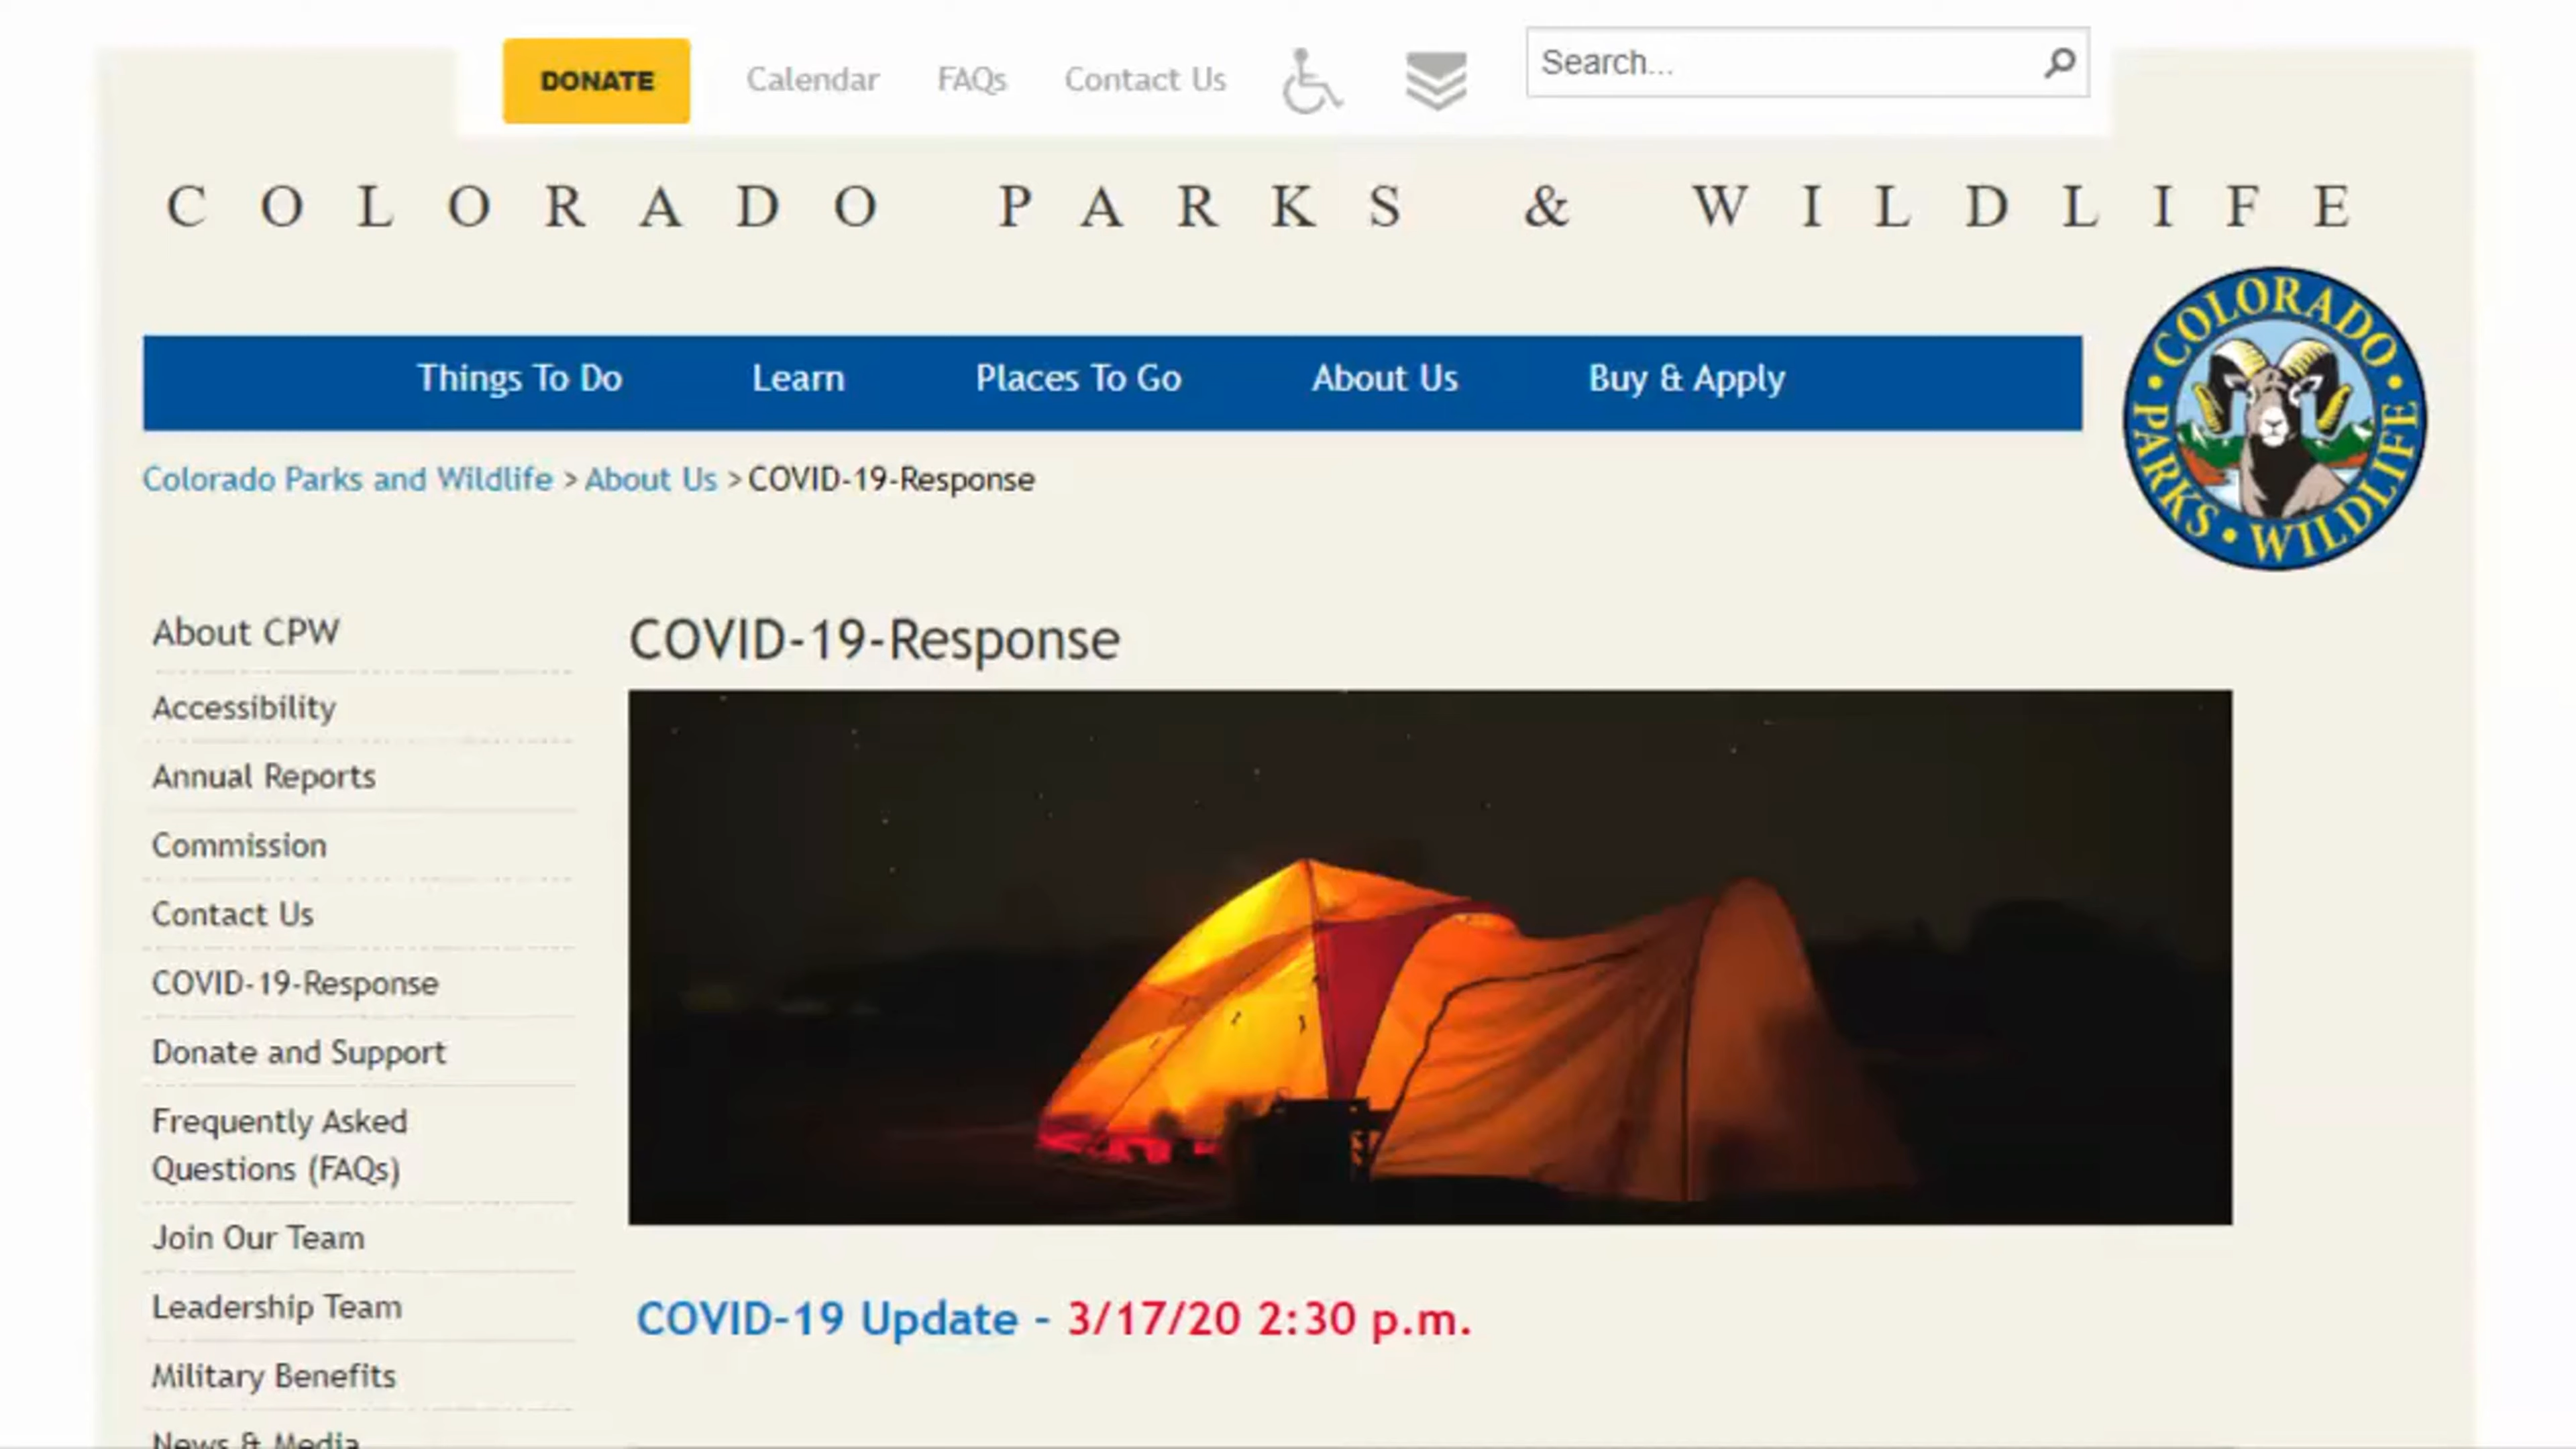 DONATE Calendar FAQs Contact Us Search...
COLORADO PARKS & WILDLIFE
Things To Do Learn Places To Go About Us Buy & Apply
COLORADO • PARKS • WILDLIFE •
Colorado Parks and Wildlife > About Us > COVID-19-Response
About CPW
Accessibility
Annual Reports
Commission
Contact Us
COVID-19-Response
Donate and Support
Frequently Asked
Questions (FAQs)
Join Our Team
Leadership Team
Military Benefits
News & Media
COVID-19-Response
COVID-19 Update - 3/17/20 2:30 p.m.